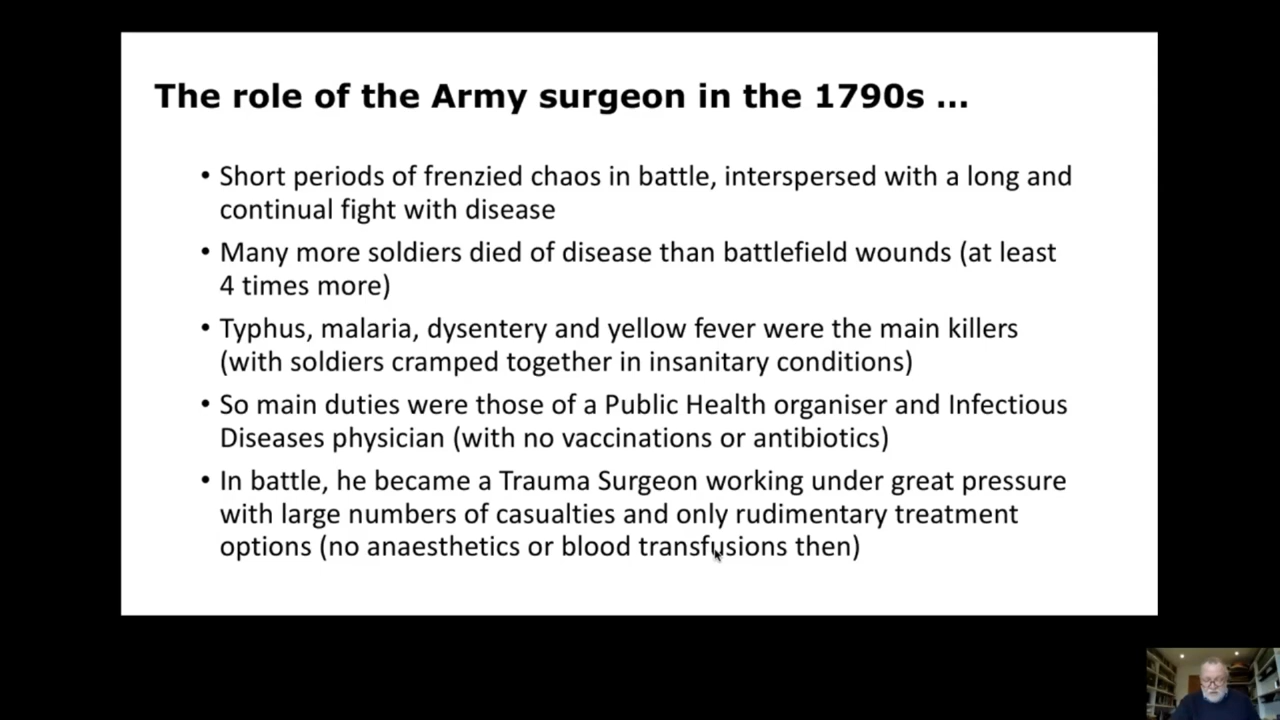 The role of the Army surgeon in the 1790s ...
• Short periods of frenzied chaos in battle, interspersed with a long and
continual fight with disease
• Many more soldiers died of disease than battlefield wounds (at least
4 times more)
• Typhus, malaria, dysentery and yellow fever were the main killers
(with soldiers cramped together in insanitary conditions)
• So main duties were those of a Public Health organiser and Infectious
Diseases physician (with no vaccinations or antibiotics)
• In battle, he became a Trauma Surgeon working under great pressure
with large numbers of casualties and only rudimentary treatment
options (no anaesthetics or blood transfusions then)